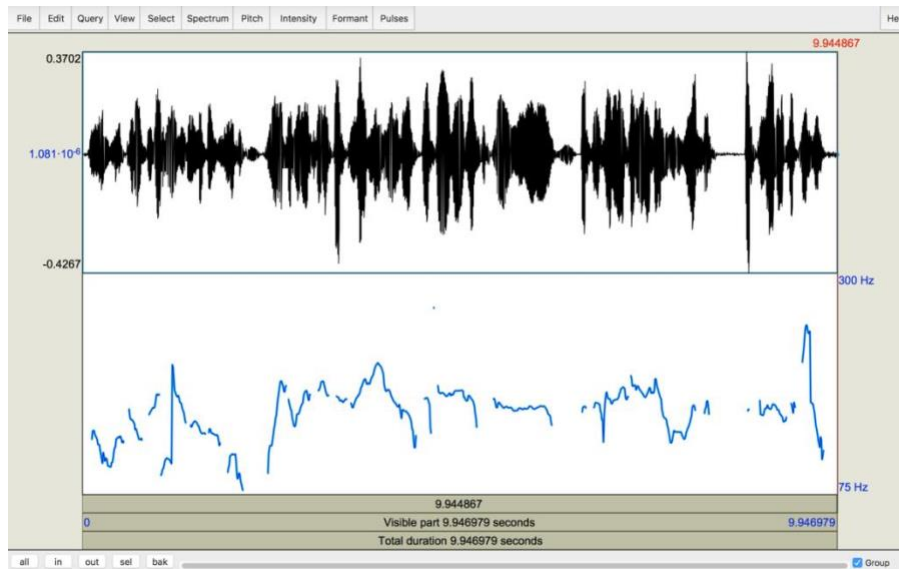 File Edit Query View Select Spectrum Pitch Intensity Formant Pulses He
9.944867
0.3702
1.081·10⁻⁶
-0.4267
300 Hz
75 Hz
9.944867
0 Visible part 9.946979 seconds 9.946979
Total duration 9.946979 seconds
all in out sel bak Group